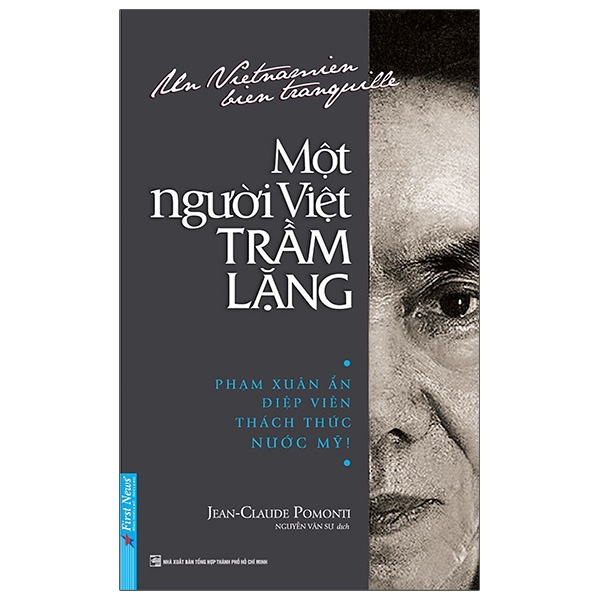 Un Vietnamien
bien tranquille
Một
người Việt
TRẦM
LẶNG
PHẠM XUÂN ẨN
ĐIỆP VIÊN
THÁCH THỨC
NƯỚC MỸ!
JEAN-CLAUDE POMONTI
NGUYỄN VĂN SỰ dịch
First News
NHÀ XUẤT BẢN TỔNG HỢP THÀNH PHỐ HỒ CHÍ MINH